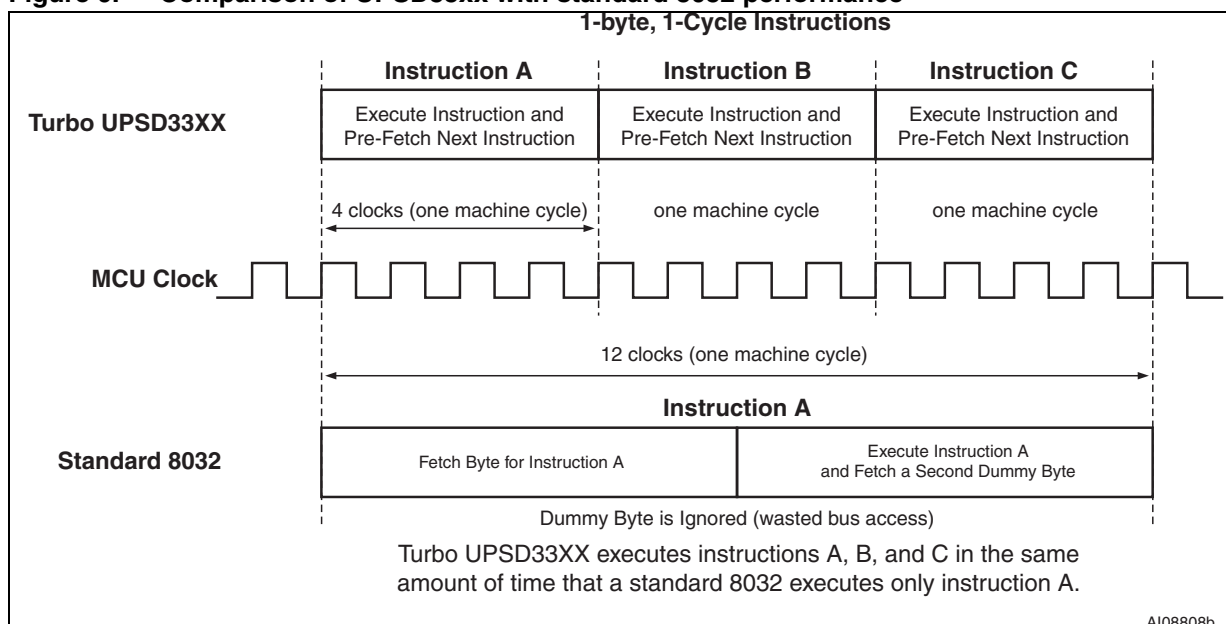 1-byte, 1-Cycle Instructions
Instruction A
Instruction B
Instruction C
Turbo UPSD33XX
Execute Instruction and
Pre-Fetch Next Instruction
Execute Instruction and
Pre-Fetch Next Instruction
Execute Instruction and
Pre-Fetch Next Instruction
4 clocks (one machine cycle)
one machine cycle
one machine cycle
MCU Clock
12 clocks (one machine cycle)
Instruction A
Standard 8032
Fetch Byte for Instruction A
Execute Instruction A
and Fetch a Second Dummy Byte
Dummy Byte is Ignored (wasted bus access)
Turbo UPSD33XX executes instructions A, B, and C in the same
amount of time that a standard 8032 executes only instruction A.
AI08808b